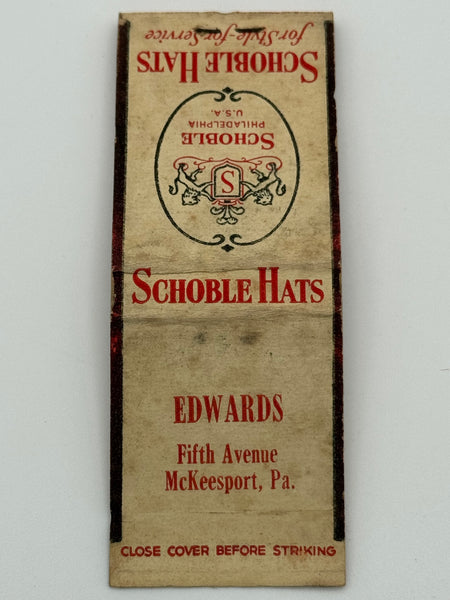 for Style-for Service
SCHOBLE HATS
U.S.A.
PHILADELPHIA
SCHOBLE
S
SCHOBLE HATS
EDWARDS
Fifth Avenue
McKeesport, Pa.
CLOSE COVER BEFORE STRIKING